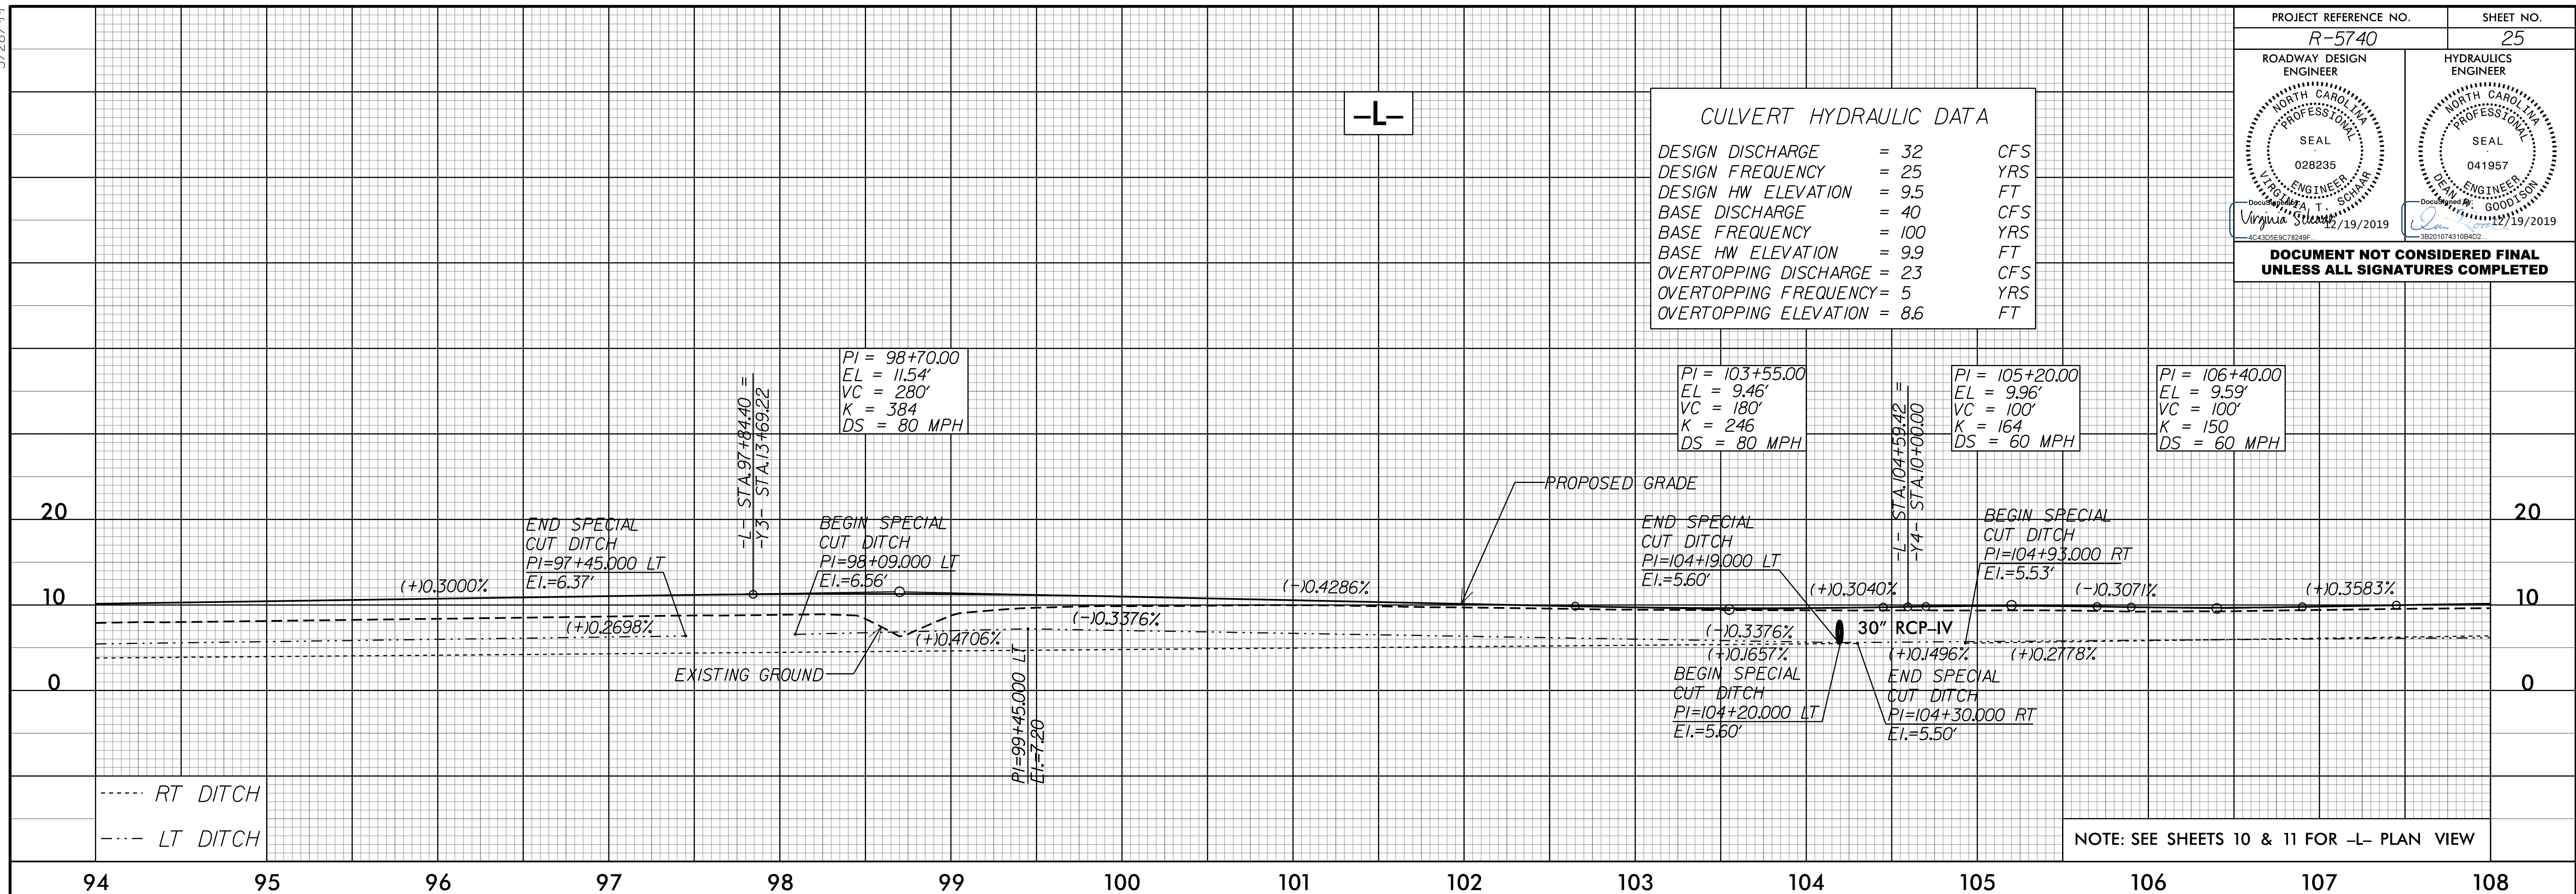 PROJECT REFERENCE NO.
SHEET NO.
R-5740
25
ROADWAY DESIGN
ENGINEER
HYDRAULICS
ENGINEER
NORTH CAROLINA
PROFESSIONAL
SEAL
028235
ENGINEER
VIRGINIA T. SCHAAR
NORTH CAROLINA
PROFESSIONAL
SEAL
041957
ENGINEER
GOODISON
DocuSigned by:
12/19/2019
4C43D5E9C78249F...
DocuSigned by:
12/19/2019
3B201074310B4D2...
DOCUMENT NOT CONSIDERED FINAL
UNLESS ALL SIGNATURES COMPLETED
–L–
CULVERT HYDRAULIC DATA
DESIGN DISCHARGE = 32 CFS
DESIGN FREQUENCY = 25 YRS
DESIGN HW ELEVATION = 9.5 FT
BASE DISCHARGE = 40 CFS
BASE FREQUENCY = 100 YRS
BASE HW ELEVATION = 9.9 FT
OVERTOPPING DISCHARGE = 23 CFS
OVERTOPPING FREQUENCY = 5 YRS
OVERTOPPING ELEVATION = 8.6 FT
PI = 98+70.00
EL = 11.54'
VC = 280'
K = 384
DS = 80 MPH
PI = 103+55.00
EL = 9.46'
VC = 180'
K = 246
DS = 80 MPH
PI = 105+20.00
EL = 9.96'
VC = 100'
K = 164
DS = 60 MPH
PI = 106+40.00
EL = 9.59'
VC = 100'
K = 150
DS = 60 MPH
-L- STA.97+84.40 =
-Y3- STA.13+69.22
-L- STA.104+59.42 =
-Y4- STA.10+00.00
PROPOSED GRADE
20
20
END SPECIAL
CUT DITCH
PI=97+45.000 LT
El.=6.37'
BEGIN SPECIAL
CUT DITCH
PI=98+09.000 LT
El.=6.56'
END SPECIAL
CUT DITCH
PI=104+19.000 LT
El.=5.60'
BEGIN SPECIAL
CUT DITCH
PI=104+93.000 RT
El.=5.53'
(+)0.3000%
(-)0.4286%
(+)0.3040%
(-)0.3071%
(+)0.3583%
10
10
(+)0.2698%
(+)0.4706%
(-)0.3376%
(-)0.3376%
30" RCP–IV
(+)0.1657%
(+)0.1496%
(+)0.2778%
EXISTING GROUND
PI=99+45.000 LT
El.=7.20
BEGIN SPECIAL
CUT DITCH
PI=104+20.000 LT
El.=5.60'
END SPECIAL
CUT DITCH
PI=104+30.000 RT
El.=5.50'
0
0
RT DITCH
LT DITCH
NOTE: SEE SHEETS 10 & 11 FOR –L– PLAN VIEW
94 95 96 97 98 99 100 101 102 103 104 105 106 107 108